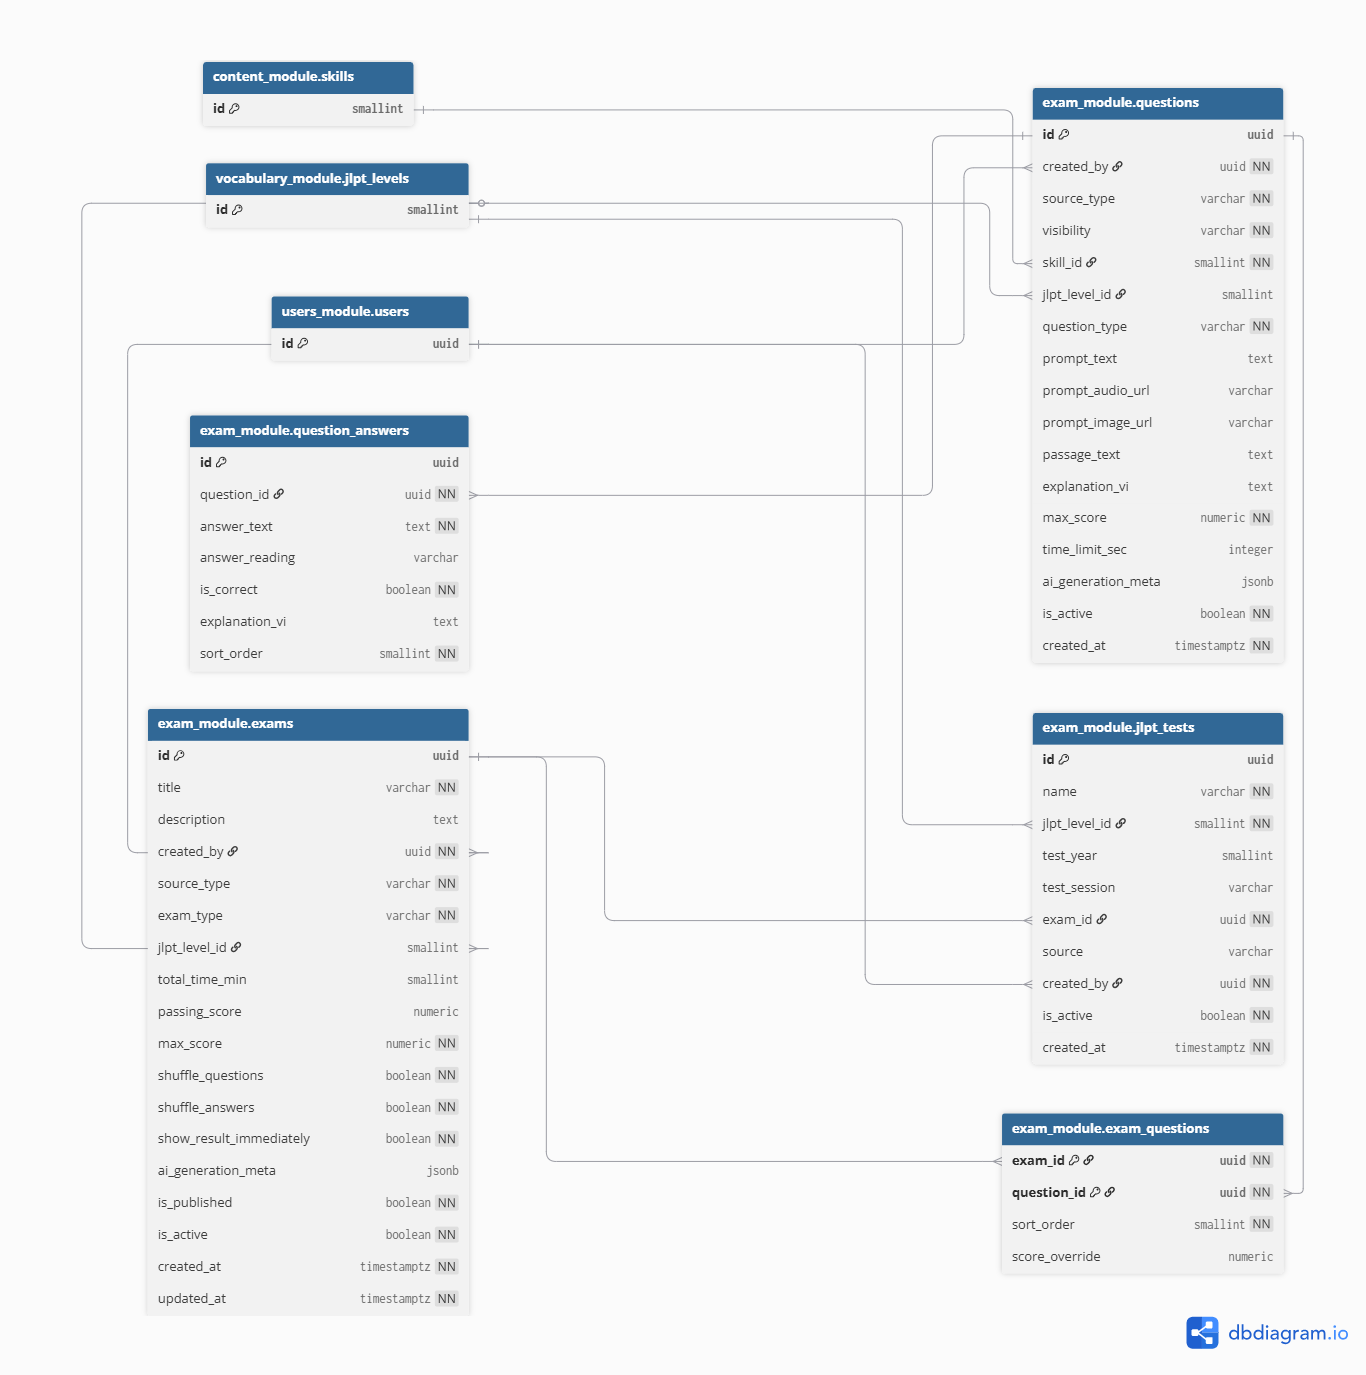 content_module.skills
id smallint
vocabulary_module.jlpt_levels
id smallint
users_module.users
id uuid
exam_module.question_answers
id uuid
question_id uuid NN
answer_text text NN
answer_reading varchar
is_correct boolean NN
explanation_vi text
sort_order smallint NN
exam_module.exams
id uuid
title varchar NN
description text
created_by uuid NN
source_type varchar NN
exam_type varchar NN
jlpt_level_id smallint
total_time_min smallint
passing_score numeric
max_score numeric NN
shuffle_questions boolean NN
shuffle_answers boolean NN
show_result_immediately boolean NN
ai_generation_meta jsonb
is_published boolean NN
is_active boolean NN
created_at timestamptz NN
updated_at timestamptz NN
exam_module.questions
id uuid
created_by uuid NN
source_type varchar NN
visibility varchar NN
skill_id smallint NN
jlpt_level_id smallint
question_type varchar NN
prompt_text text
prompt_audio_url varchar
prompt_image_url varchar
passage_text text
explanation_vi text
max_score numeric NN
time_limit_sec integer
ai_generation_meta jsonb
is_active boolean NN
created_at timestamptz NN
exam_module.jlpt_tests
id uuid
name varchar NN
jlpt_level_id smallint NN
test_year smallint
test_session varchar
exam_id uuid NN
source varchar
created_by uuid NN
is_active boolean NN
created_at timestamptz NN
exam_module.exam_questions
exam_id uuid NN
question_id uuid NN
sort_order smallint NN
score_override numeric
dbdiagram.io